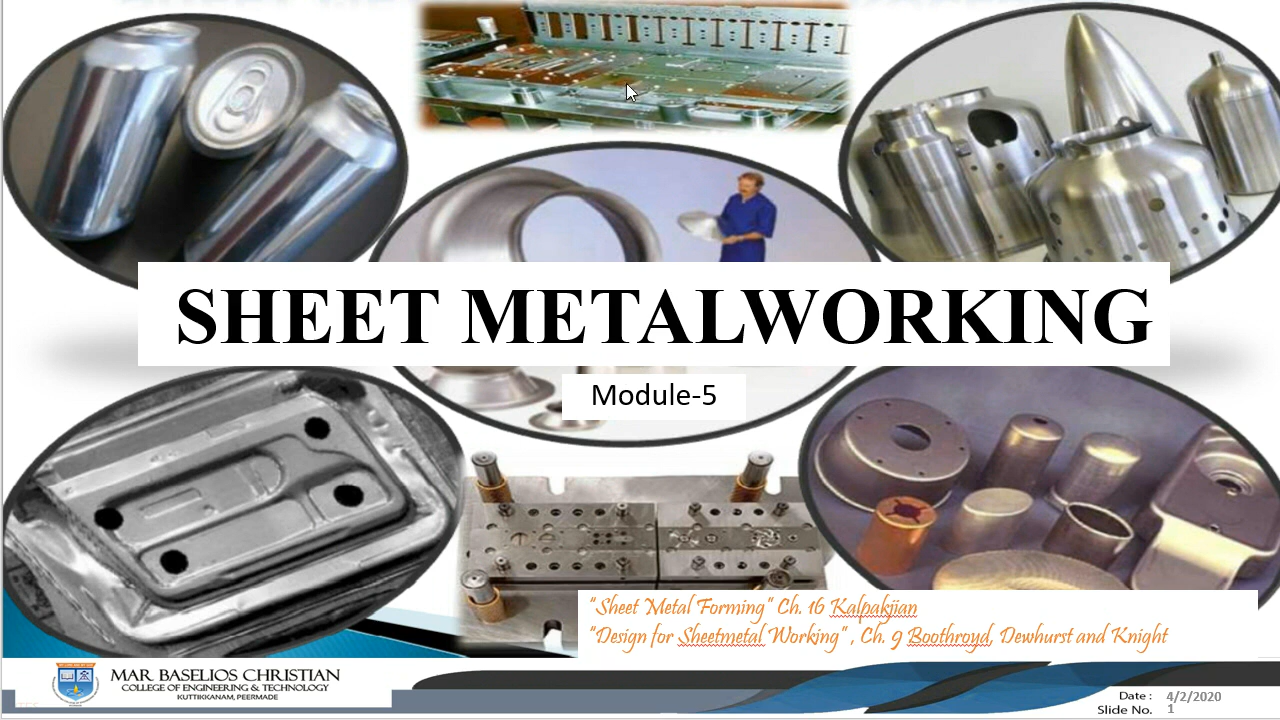 SHEET METALWORKING
Module-5
"Sheet Metal Forming" Ch. 16 Kalpakjian
"Design for Sheetmetal Working", Ch. 9 Boothroyd, Dewhurst and Knight
MAR BASELIOS CHRISTIAN
COLLEGE OF ENGINEERING & TECHNOLOGY
KUTTIKKANAM, PEERMADE
Date : 4/2/2020
Slide No. 1